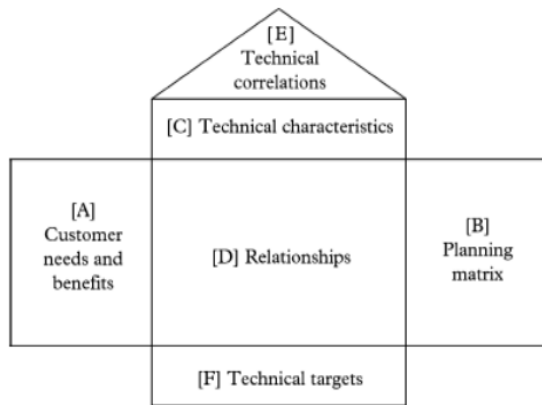 [E]
Technical
correlations
[C] Technical characteristics
[A]
Customer
needs and
benefits
[D] Relationships
[B]
Planning
matrix
[F] Technical targets